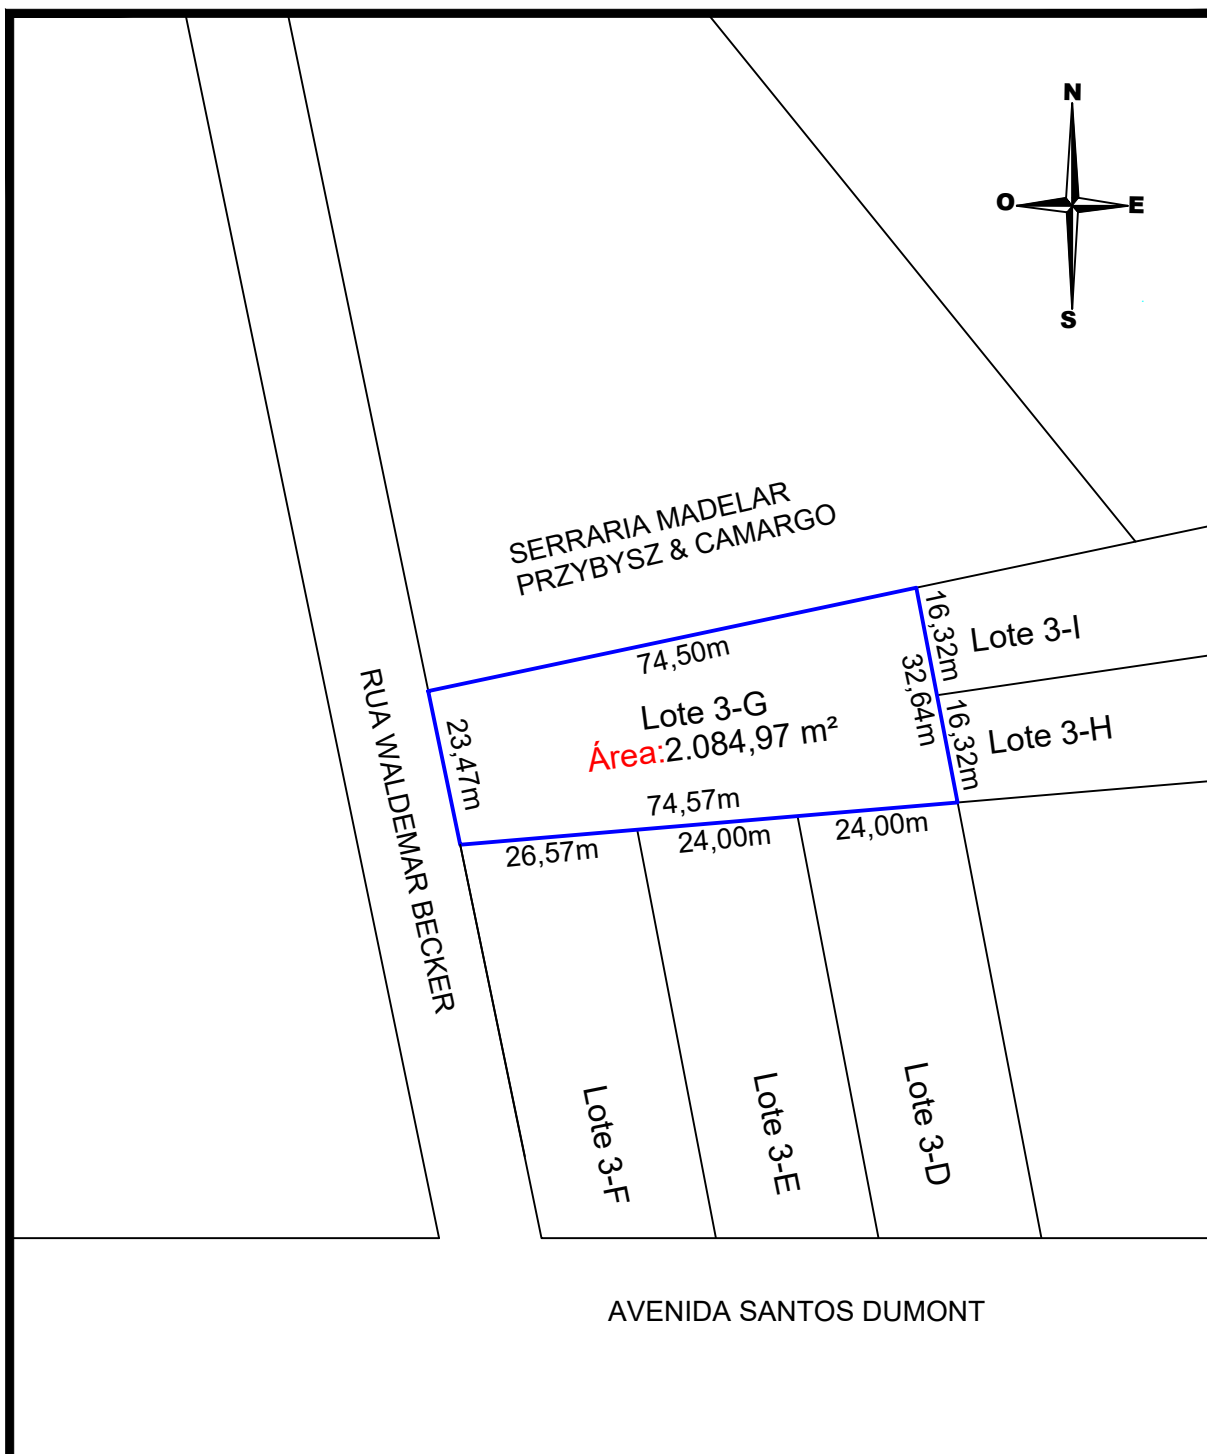 N
O
E
S
SERRARIA MADELAR
PRZYBYSZ & CAMARGO
16,32m
Lote 3-I
74,50m
32,64m
RUA WALDEMAR BECKER
23,47m
Lote 3-G
Área:2.084,97 m²
16,32m
Lote 3-H
74,57m
26,57m
24,00m
24,00m
Lote 3-F
Lote 3-E
Lote 3-D
AVENIDA SANTOS DUMONT